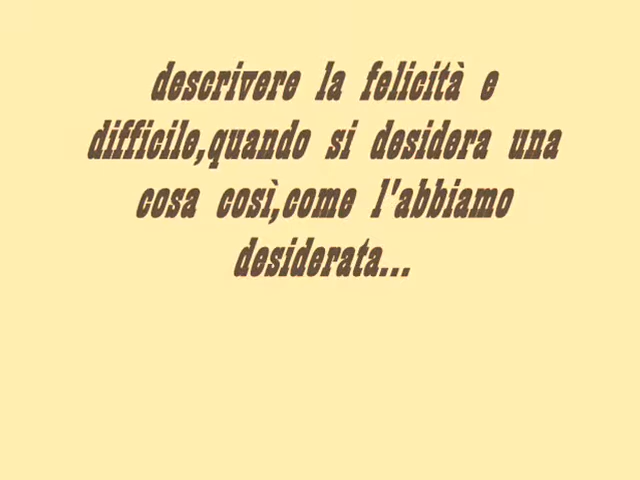 descrivere la felicità e
difficile,quando si desidera una
cosa così,come l'abbiamo
desiderata...